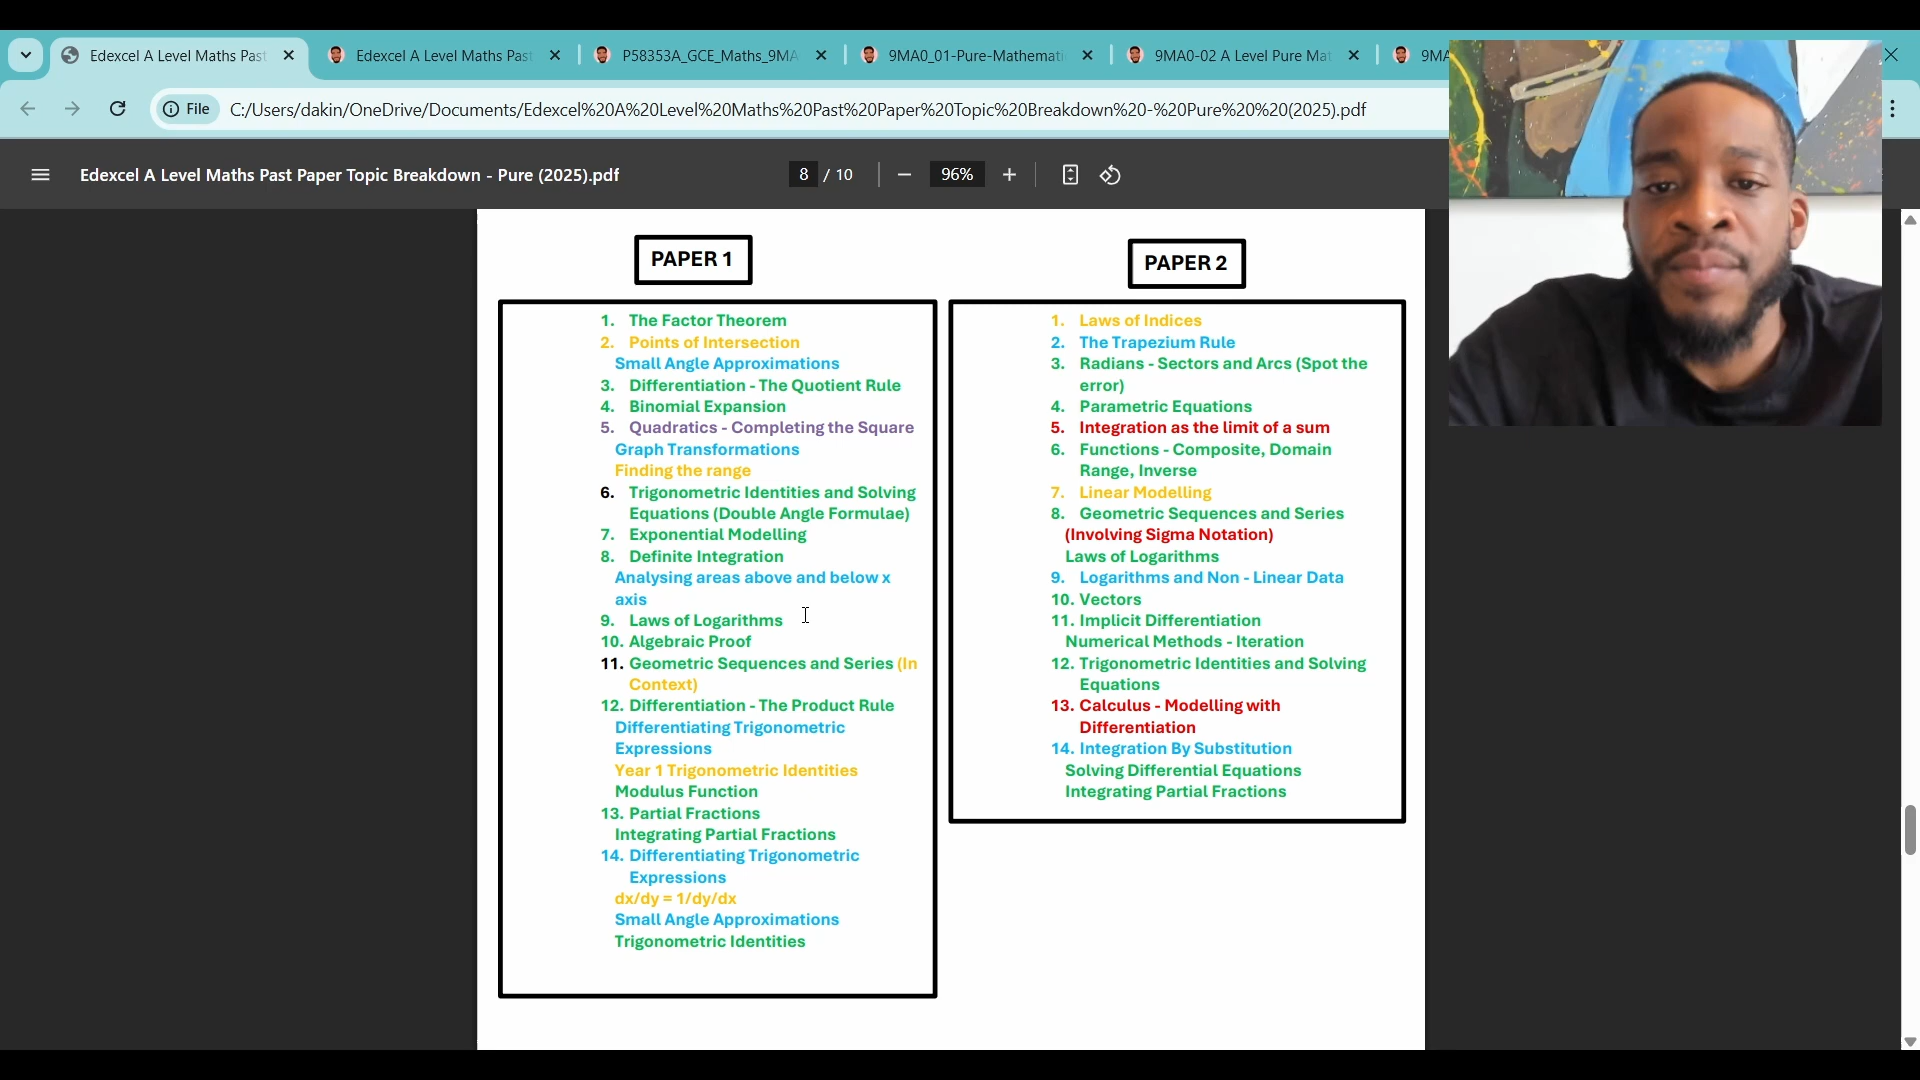 Edexcel A Level Maths Past
Edexcel A Level Maths Past
P58353A_GCE_Maths_9MA
9MA0_01-Pure-Mathemati
9MA0-02 A Level Pure Mat
9MA
File
C:/Users/dakin/OneDrive/Documents/Edexcel%20A%20Level%20Maths%20Past%20Paper%20Topic%20Breakdown%20-%20Pure%20%20(2025).pdf
Edexcel A Level Maths Past Paper Topic Breakdown - Pure (2025).pdf
8 / 10
96%
PAPER 1
1. The Factor Theorem
2. Points of Intersection
Small Angle Approximations
3. Differentiation - The Quotient Rule
4. Binomial Expansion
5. Quadratics - Completing the Square
Graph Transformations
Finding the range
6. Trigonometric Identities and Solving
Equations (Double Angle Formulae)
7. Exponential Modelling
8. Definite Integration
Analysing areas above and below x
axis
9. Laws of Logarithms
10. Algebraic Proof
11. Geometric Sequences and Series (In
Context)
12. Differentiation - The Product Rule
Differentiating Trigonometric
Expressions
Year 1 Trigonometric Identities
Modulus Function
13. Partial Fractions
Integrating Partial Fractions
14. Differentiating Trigonometric
Expressions
dx/dy = 1/dy/dx
Small Angle Approximations
Trigonometric Identities
PAPER 2
1. Laws of Indices
2. The Trapezium Rule
3. Radians - Sectors and Arcs (Spot the
error)
4. Parametric Equations
5. Integration as the limit of a sum
6. Functions - Composite, Domain
Range, Inverse
7. Linear Modelling
8. Geometric Sequences and Series
(Involving Sigma Notation)
Laws of Logarithms
9. Logarithms and Non - Linear Data
10. Vectors
11. Implicit Differentiation
Numerical Methods - Iteration
12. Trigonometric Identities and Solving
Equations
13. Calculus - Modelling with
Differentiation
14. Integration By Substitution
Solving Differential Equations
Integrating Partial Fractions